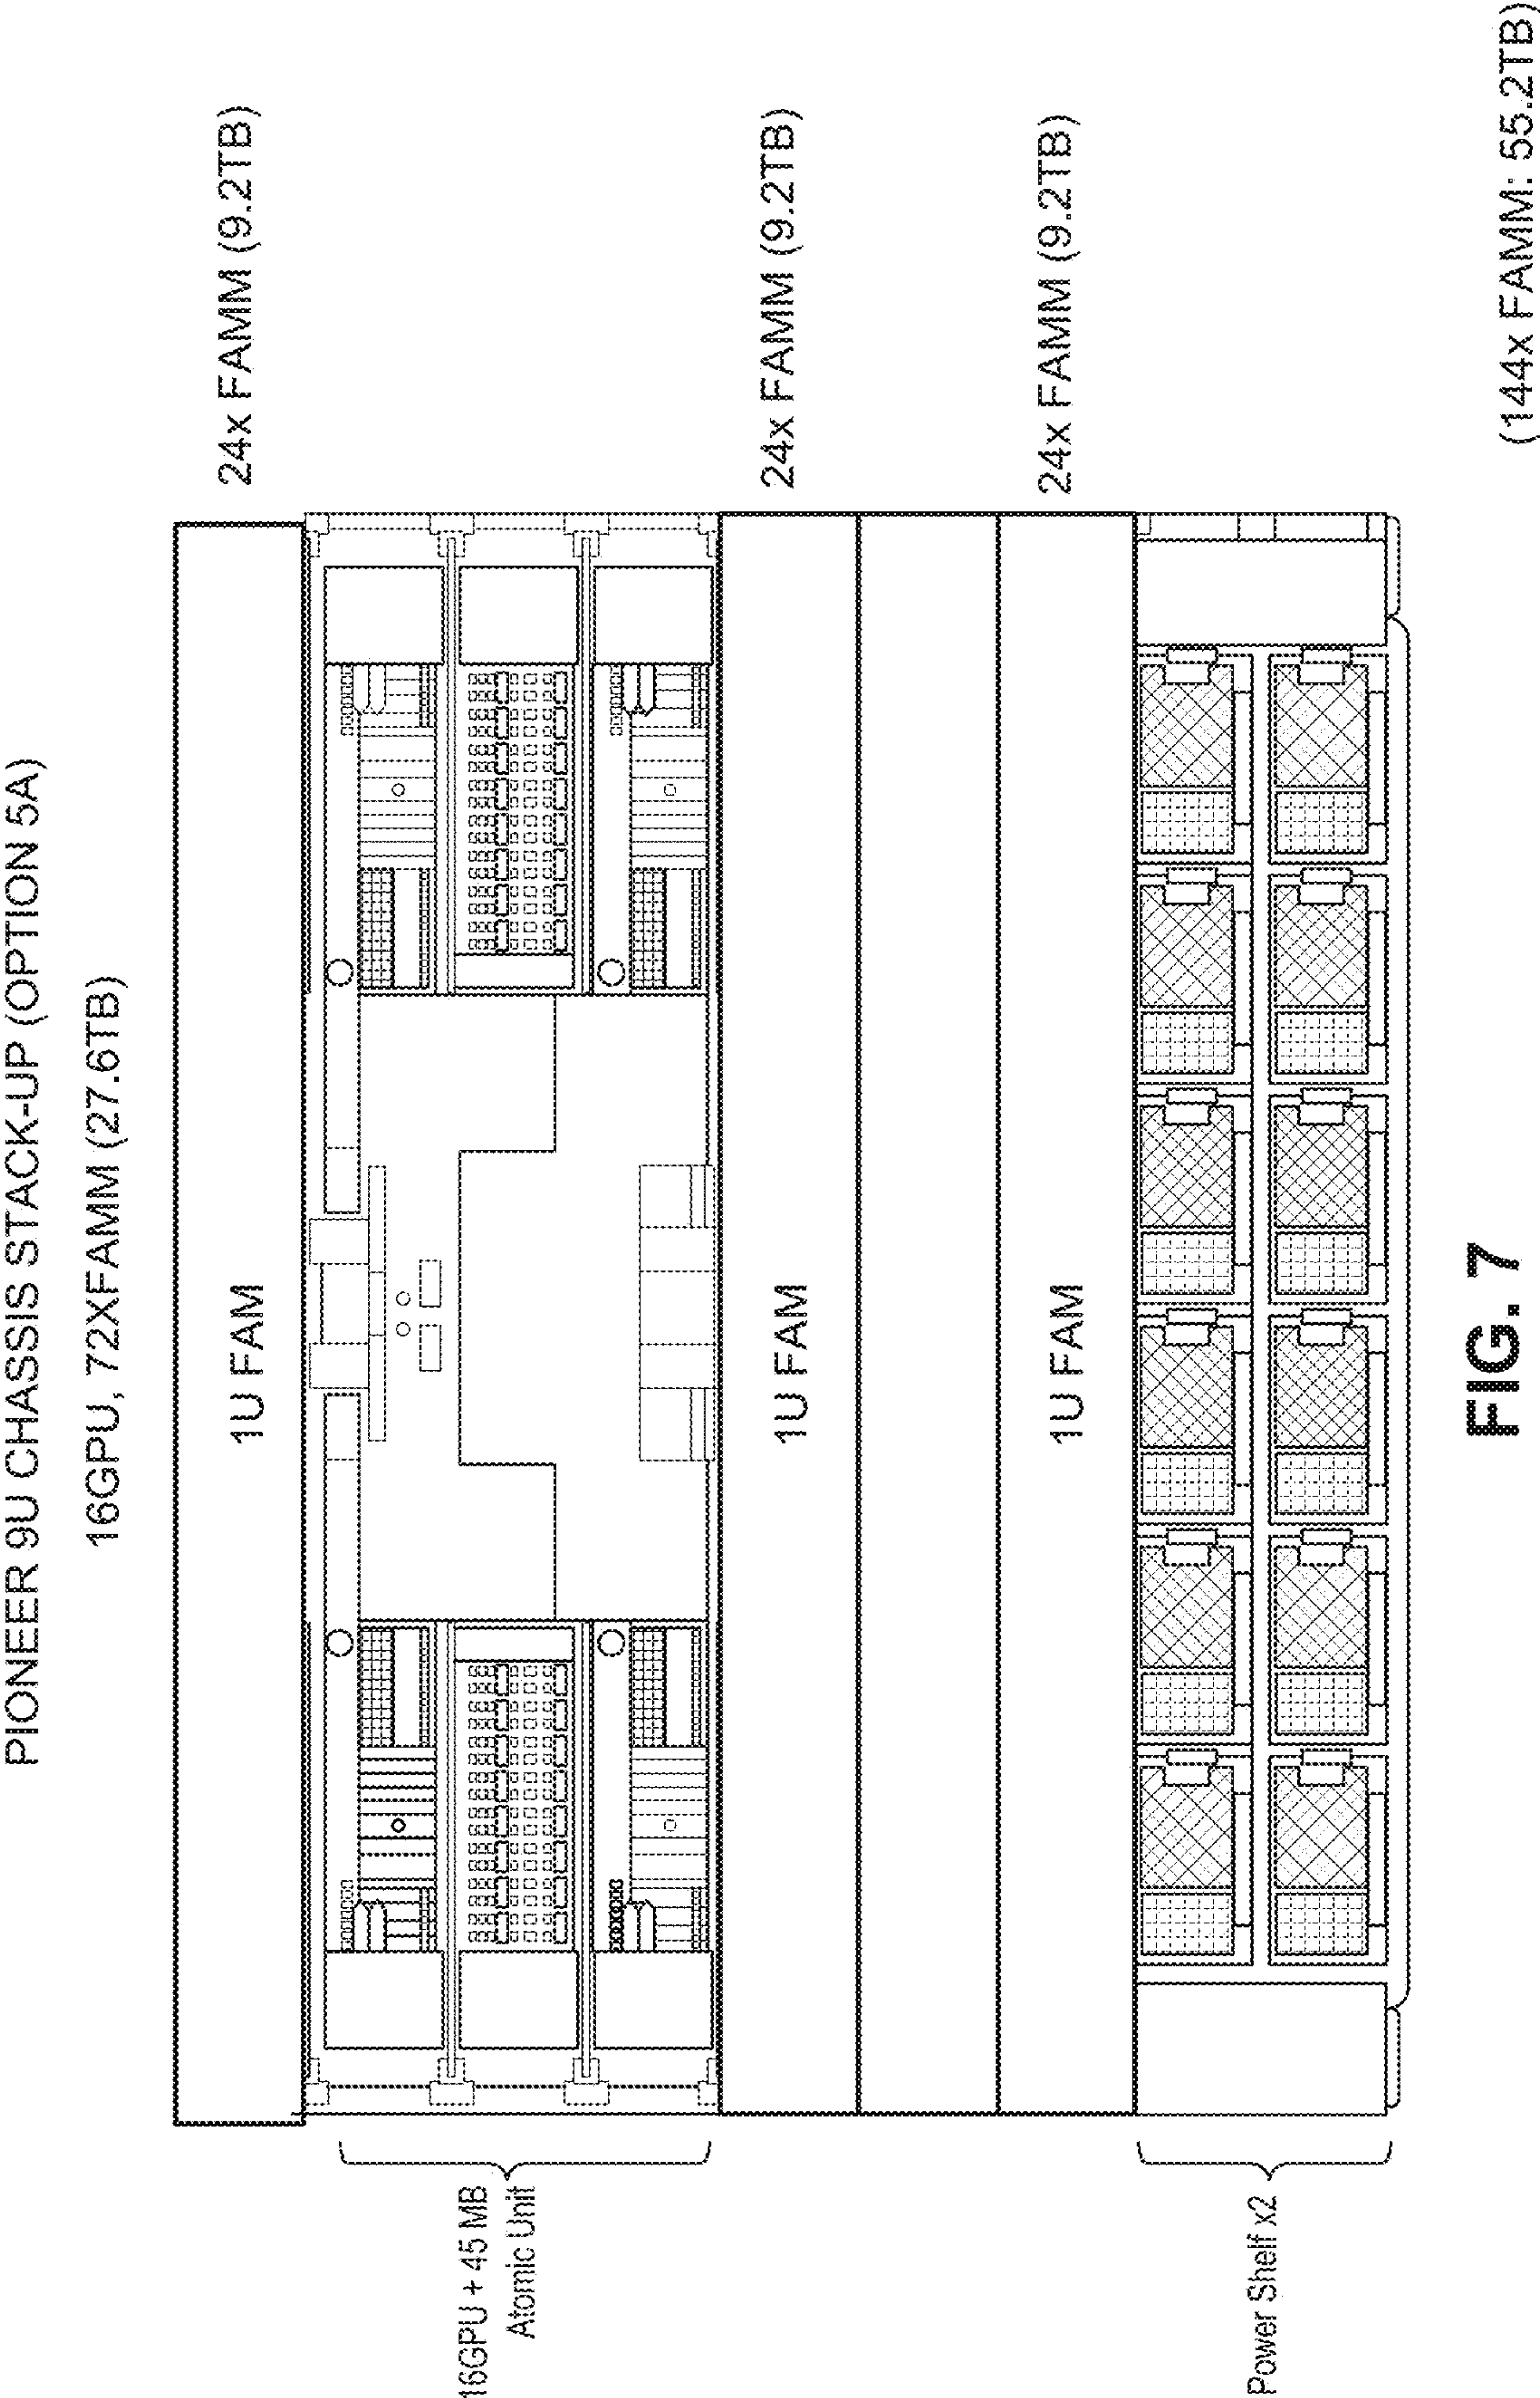 PIONEER 9U CHASSIS STACK-UP (OPTION 5A)
16GPU, 72XFAMM (27.6TB)
1U FAM
24x FAMM (9.2TB)
16GPU + 45 MB
Atomic Unit
1U FAM
24x FAMM (9.2TB)
1U FAM
24x FAMM (9.2TB)
Power Shelf x2
FIG. 7
(144x FAMM: 55.2TB)